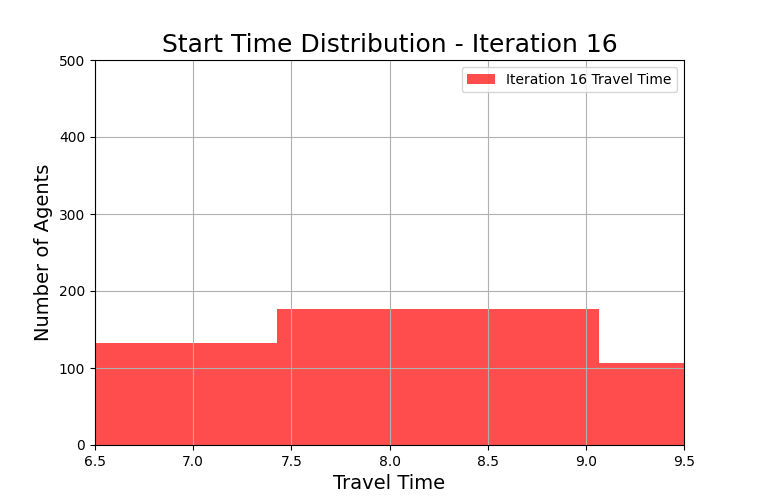 Start Time Distribution - Iteration 16
Iteration 16 Travel Time
Number of Agents
500
400
300
200
100
0
6.5 7.0 7.5 8.0 8.5 9.0 9.5
Travel Time